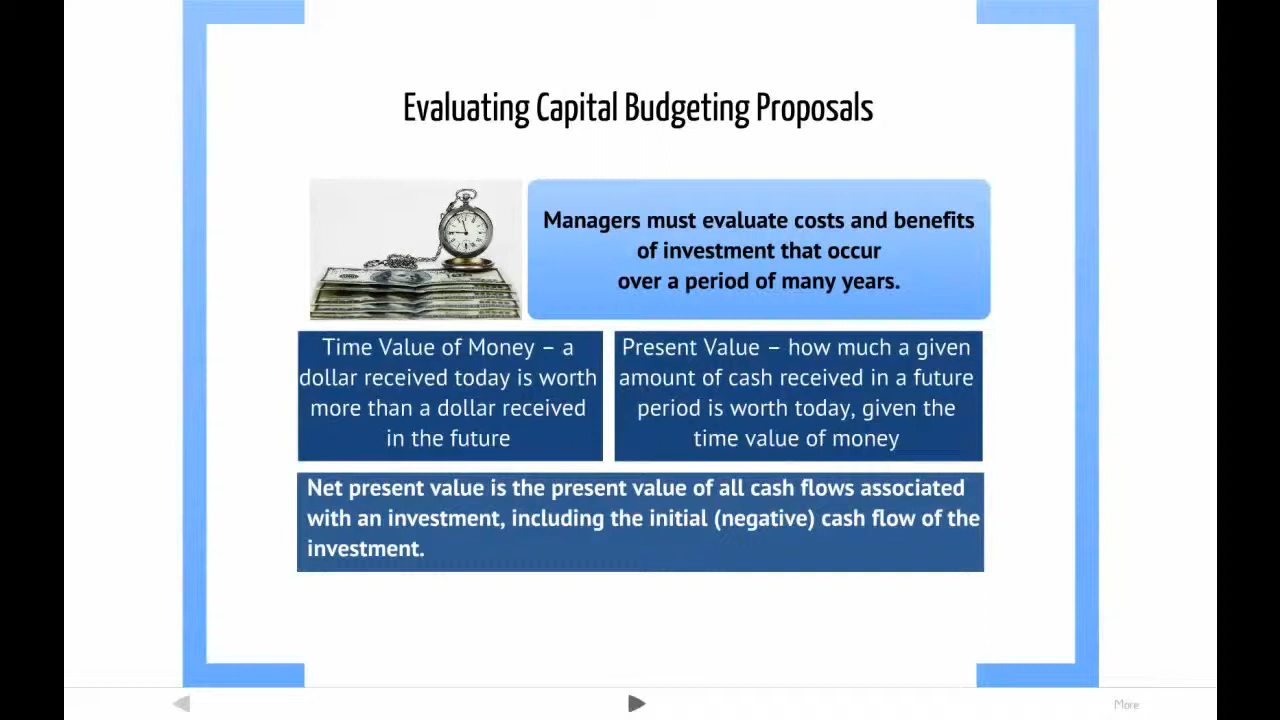 Evaluating Capital Budgeting Proposals
Managers must evaluate costs and benefits
of investment that occur
over a period of many years.
Time Value of Money – a
dollar received today is worth
more than a dollar received
in the future
Present Value – how much a given
amount of cash received in a future
period is worth today, given the
time value of money
Net present value is the present value of all cash flows associated
with an investment, including the initial (negative) cash flow of the
investment.
More